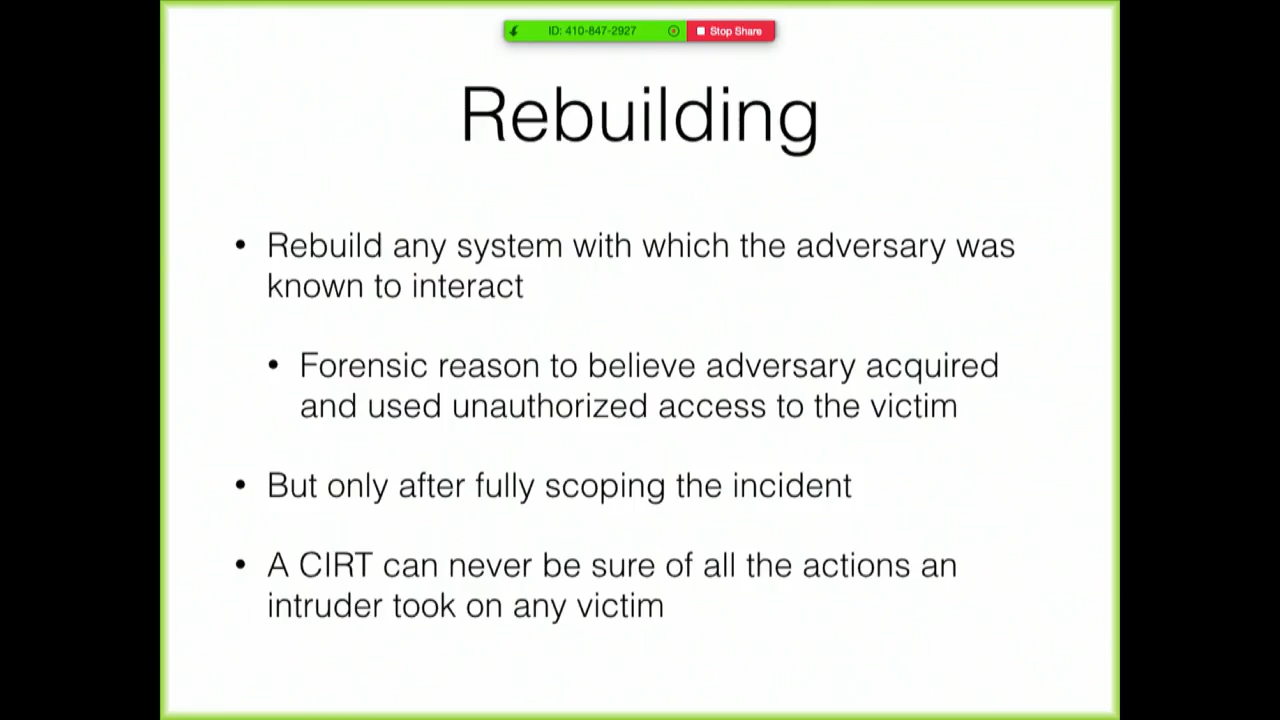 ID: 410-847-2927
Stop Share
Rebuilding
• Rebuild any system with which the adversary was
known to interact
• Forensic reason to believe adversary acquired
and used unauthorized access to the victim
• But only after fully scoping the incident
• A CIRT can never be sure of all the actions an
intruder took on any victim